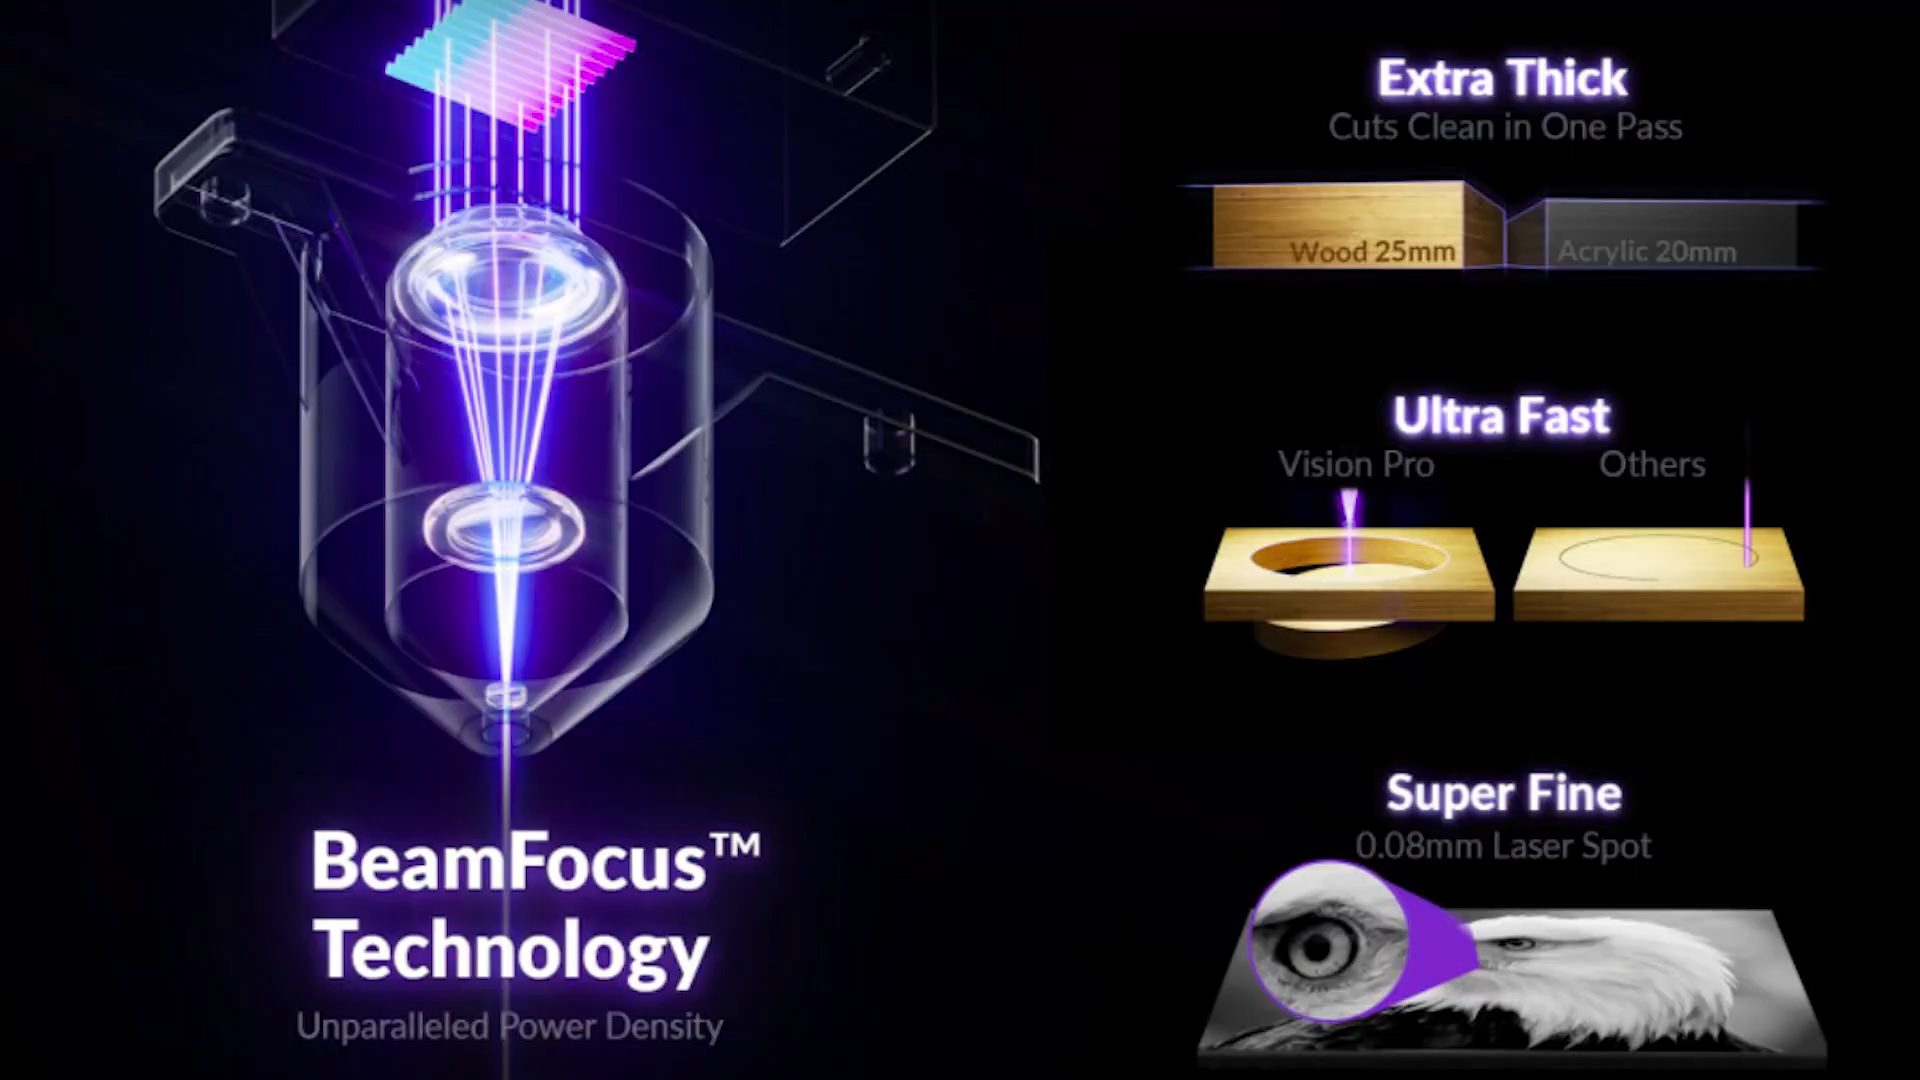 BeamFocus™
Technology
Unparalleled Power Density
Extra Thick
Cuts Clean in One Pass
Wood 25mm
Acrylic 20mm
Ultra Fast
Vision Pro
Others
Super Fine
0.08mm Laser Spot